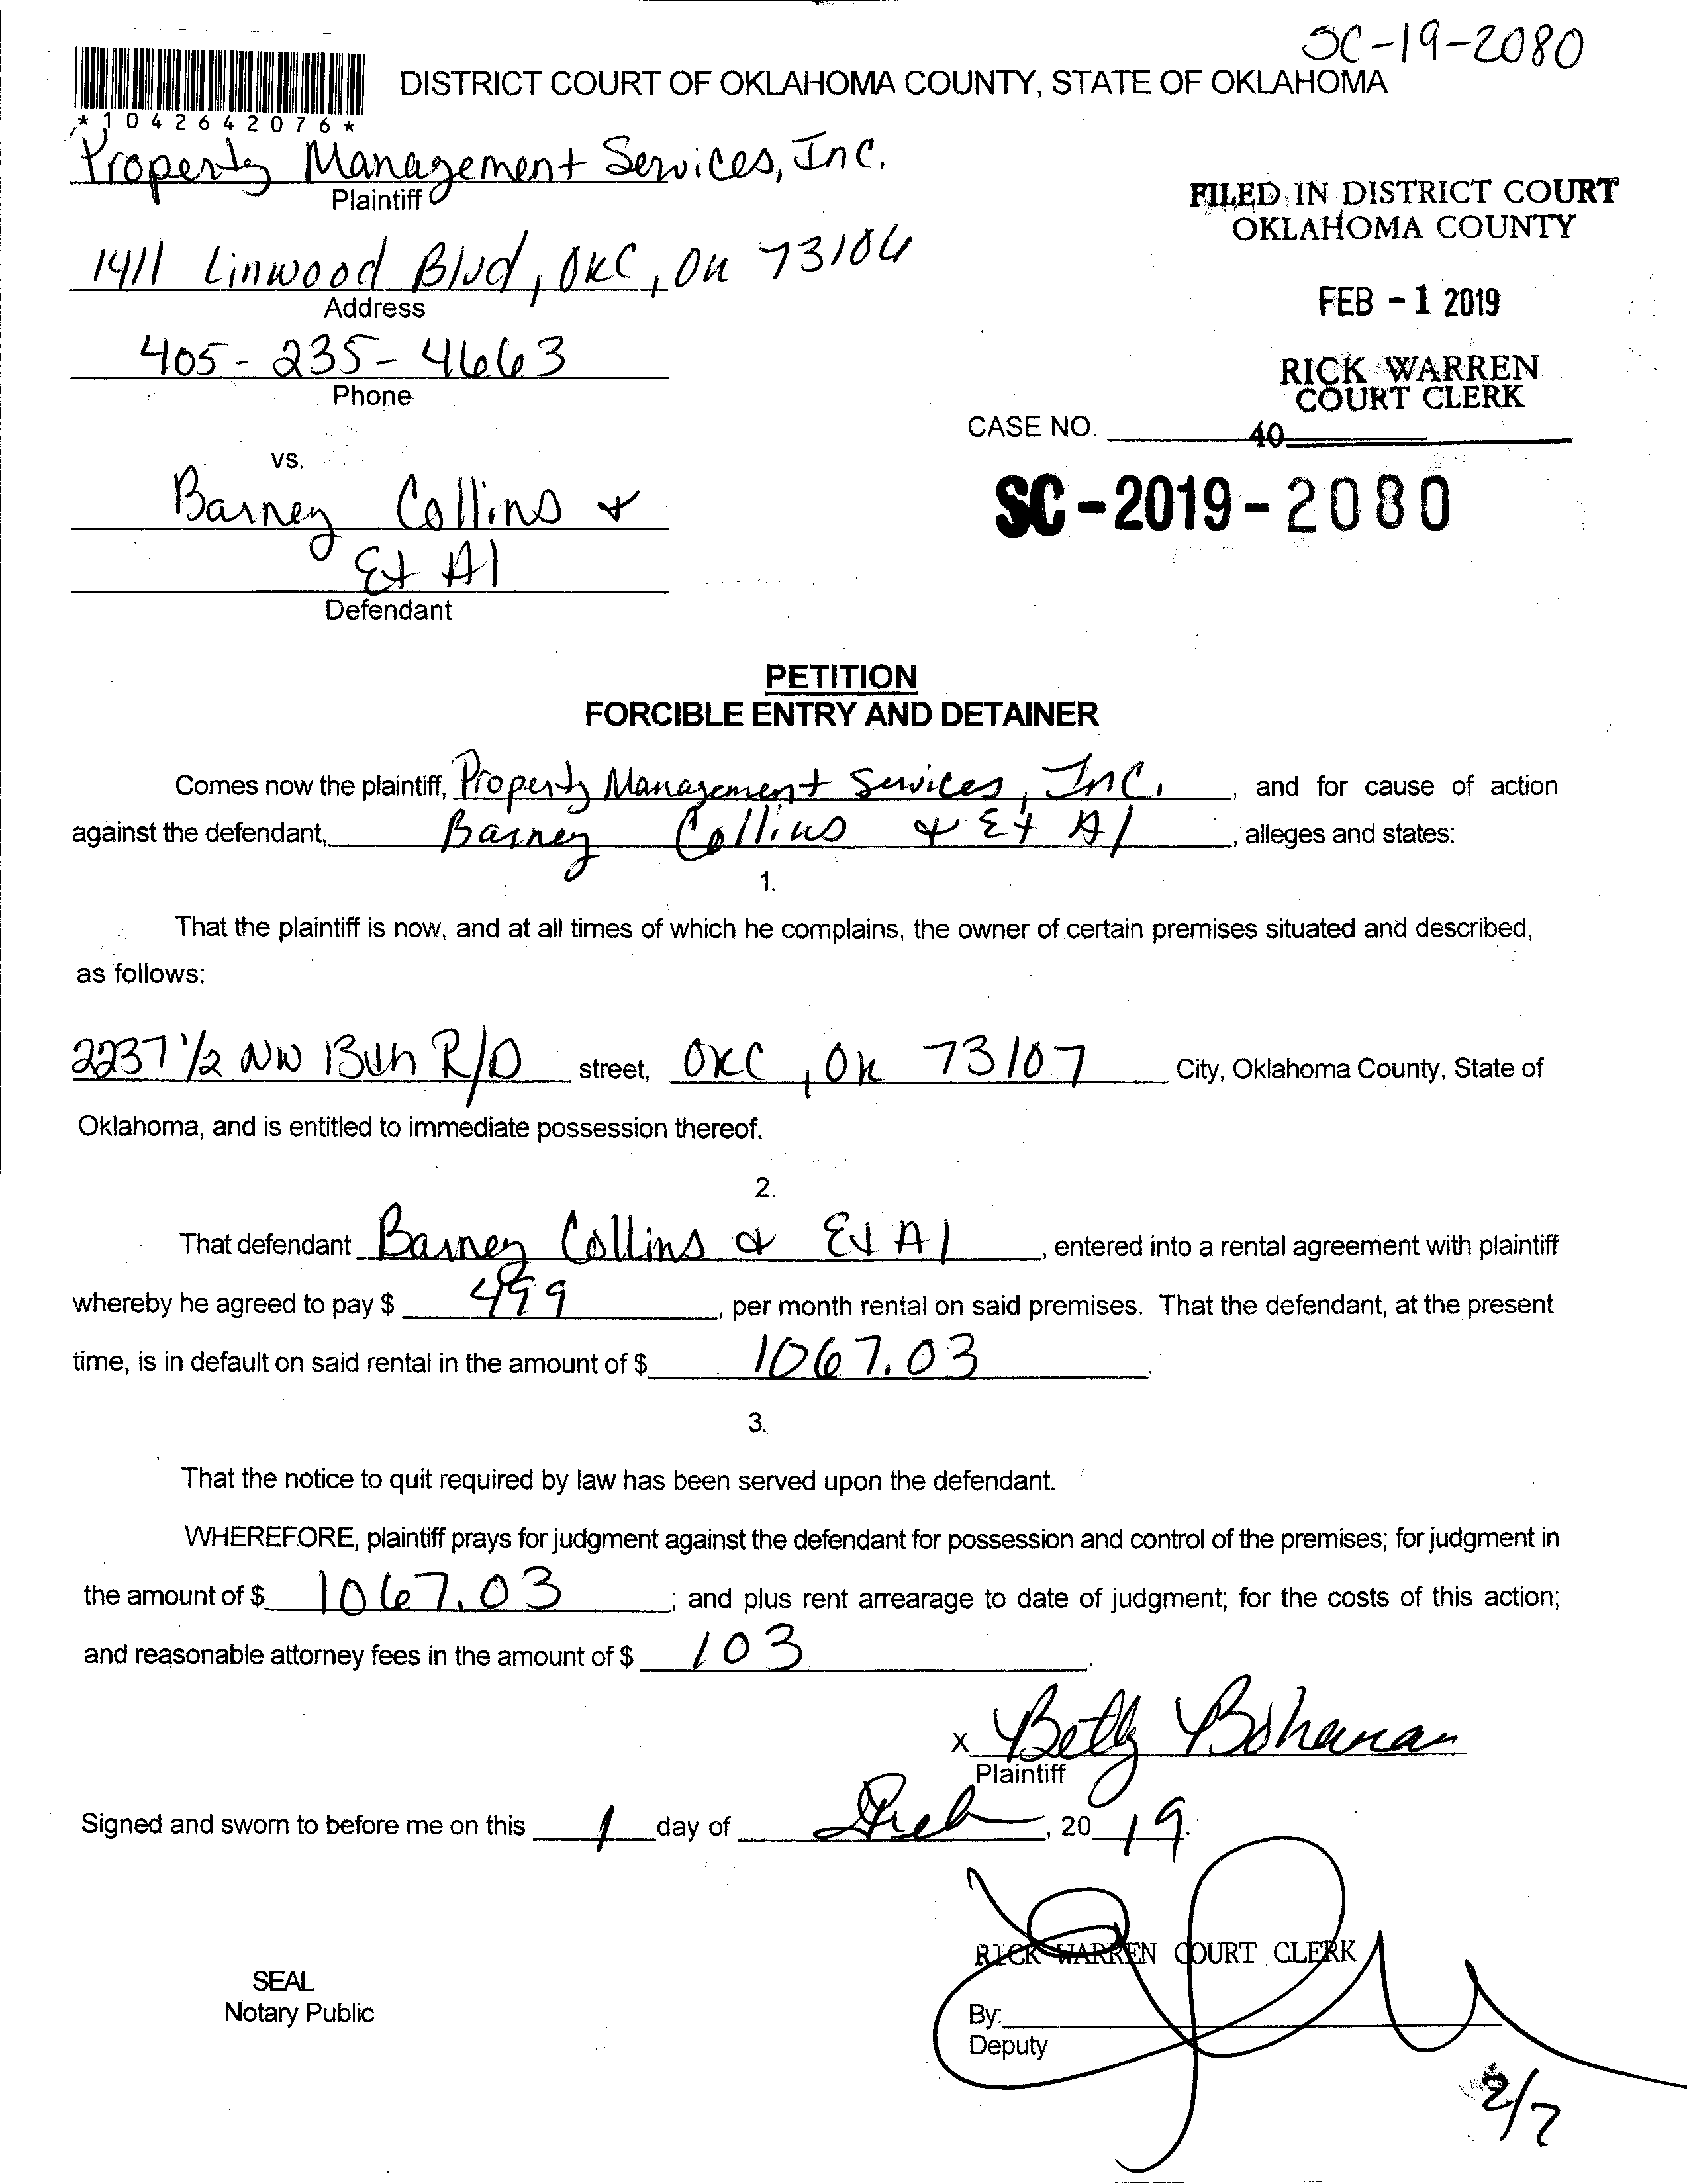 SC-19-2080
DISTRICT COURT OF OKLAHOMA COUNTY, STATE OF OKLAHOMA
*1042642076*
Property Management Services, Inc.
Plaintiff
1411 Linwood Blvd, OKC, OK 73106
Address
405-235-4663
Phone
FILED IN DISTRICT COURT
OKLAHOMA COUNTY
FEB -1 2019
RICK WARREN
COURT CLERK
CASE NO. 40
SC-2019-2080
vs.
Barney Collins &
Et Al
Defendant
PETITION
FORCIBLE ENTRY AND DETAINER
Comes now the plaintiff, Property Management Services, Inc., and for cause of action
against the defendant, Barney Collins & Et Al, alleges and states:
1.
That the plaintiff is now, and at all times of which he complains, the owner of certain premises situated and described,
as follows:
2237 1/2 NW 13th R/D street, OKC, OK 73107 City, Oklahoma County, State of
Oklahoma, and is entitled to immediate possession thereof.
2.
That defendant Barney Collins & Et Al, entered into a rental agreement with plaintiff
whereby he agreed to pay $ 499, per month rental on said premises. That the defendant, at the present
time, is in default on said rental in the amount of $ 1067.03.
3.
That the notice to quit required by law has been served upon the defendant.
WHEREFORE, plaintiff prays for judgment against the defendant for possession and control of the premises; for judgment in
the amount of $ 1067.03; and plus rent arrearage to date of judgment; for the costs of this action;
and reasonable attorney fees in the amount of $ 103.
x Betty Bohanan
Plaintiff
Signed and sworn to before me on this 1 day of Feb, 2019.
RICK WARREN COURT CLERK
SEAL
Notary Public
By:
Deputy
2/7